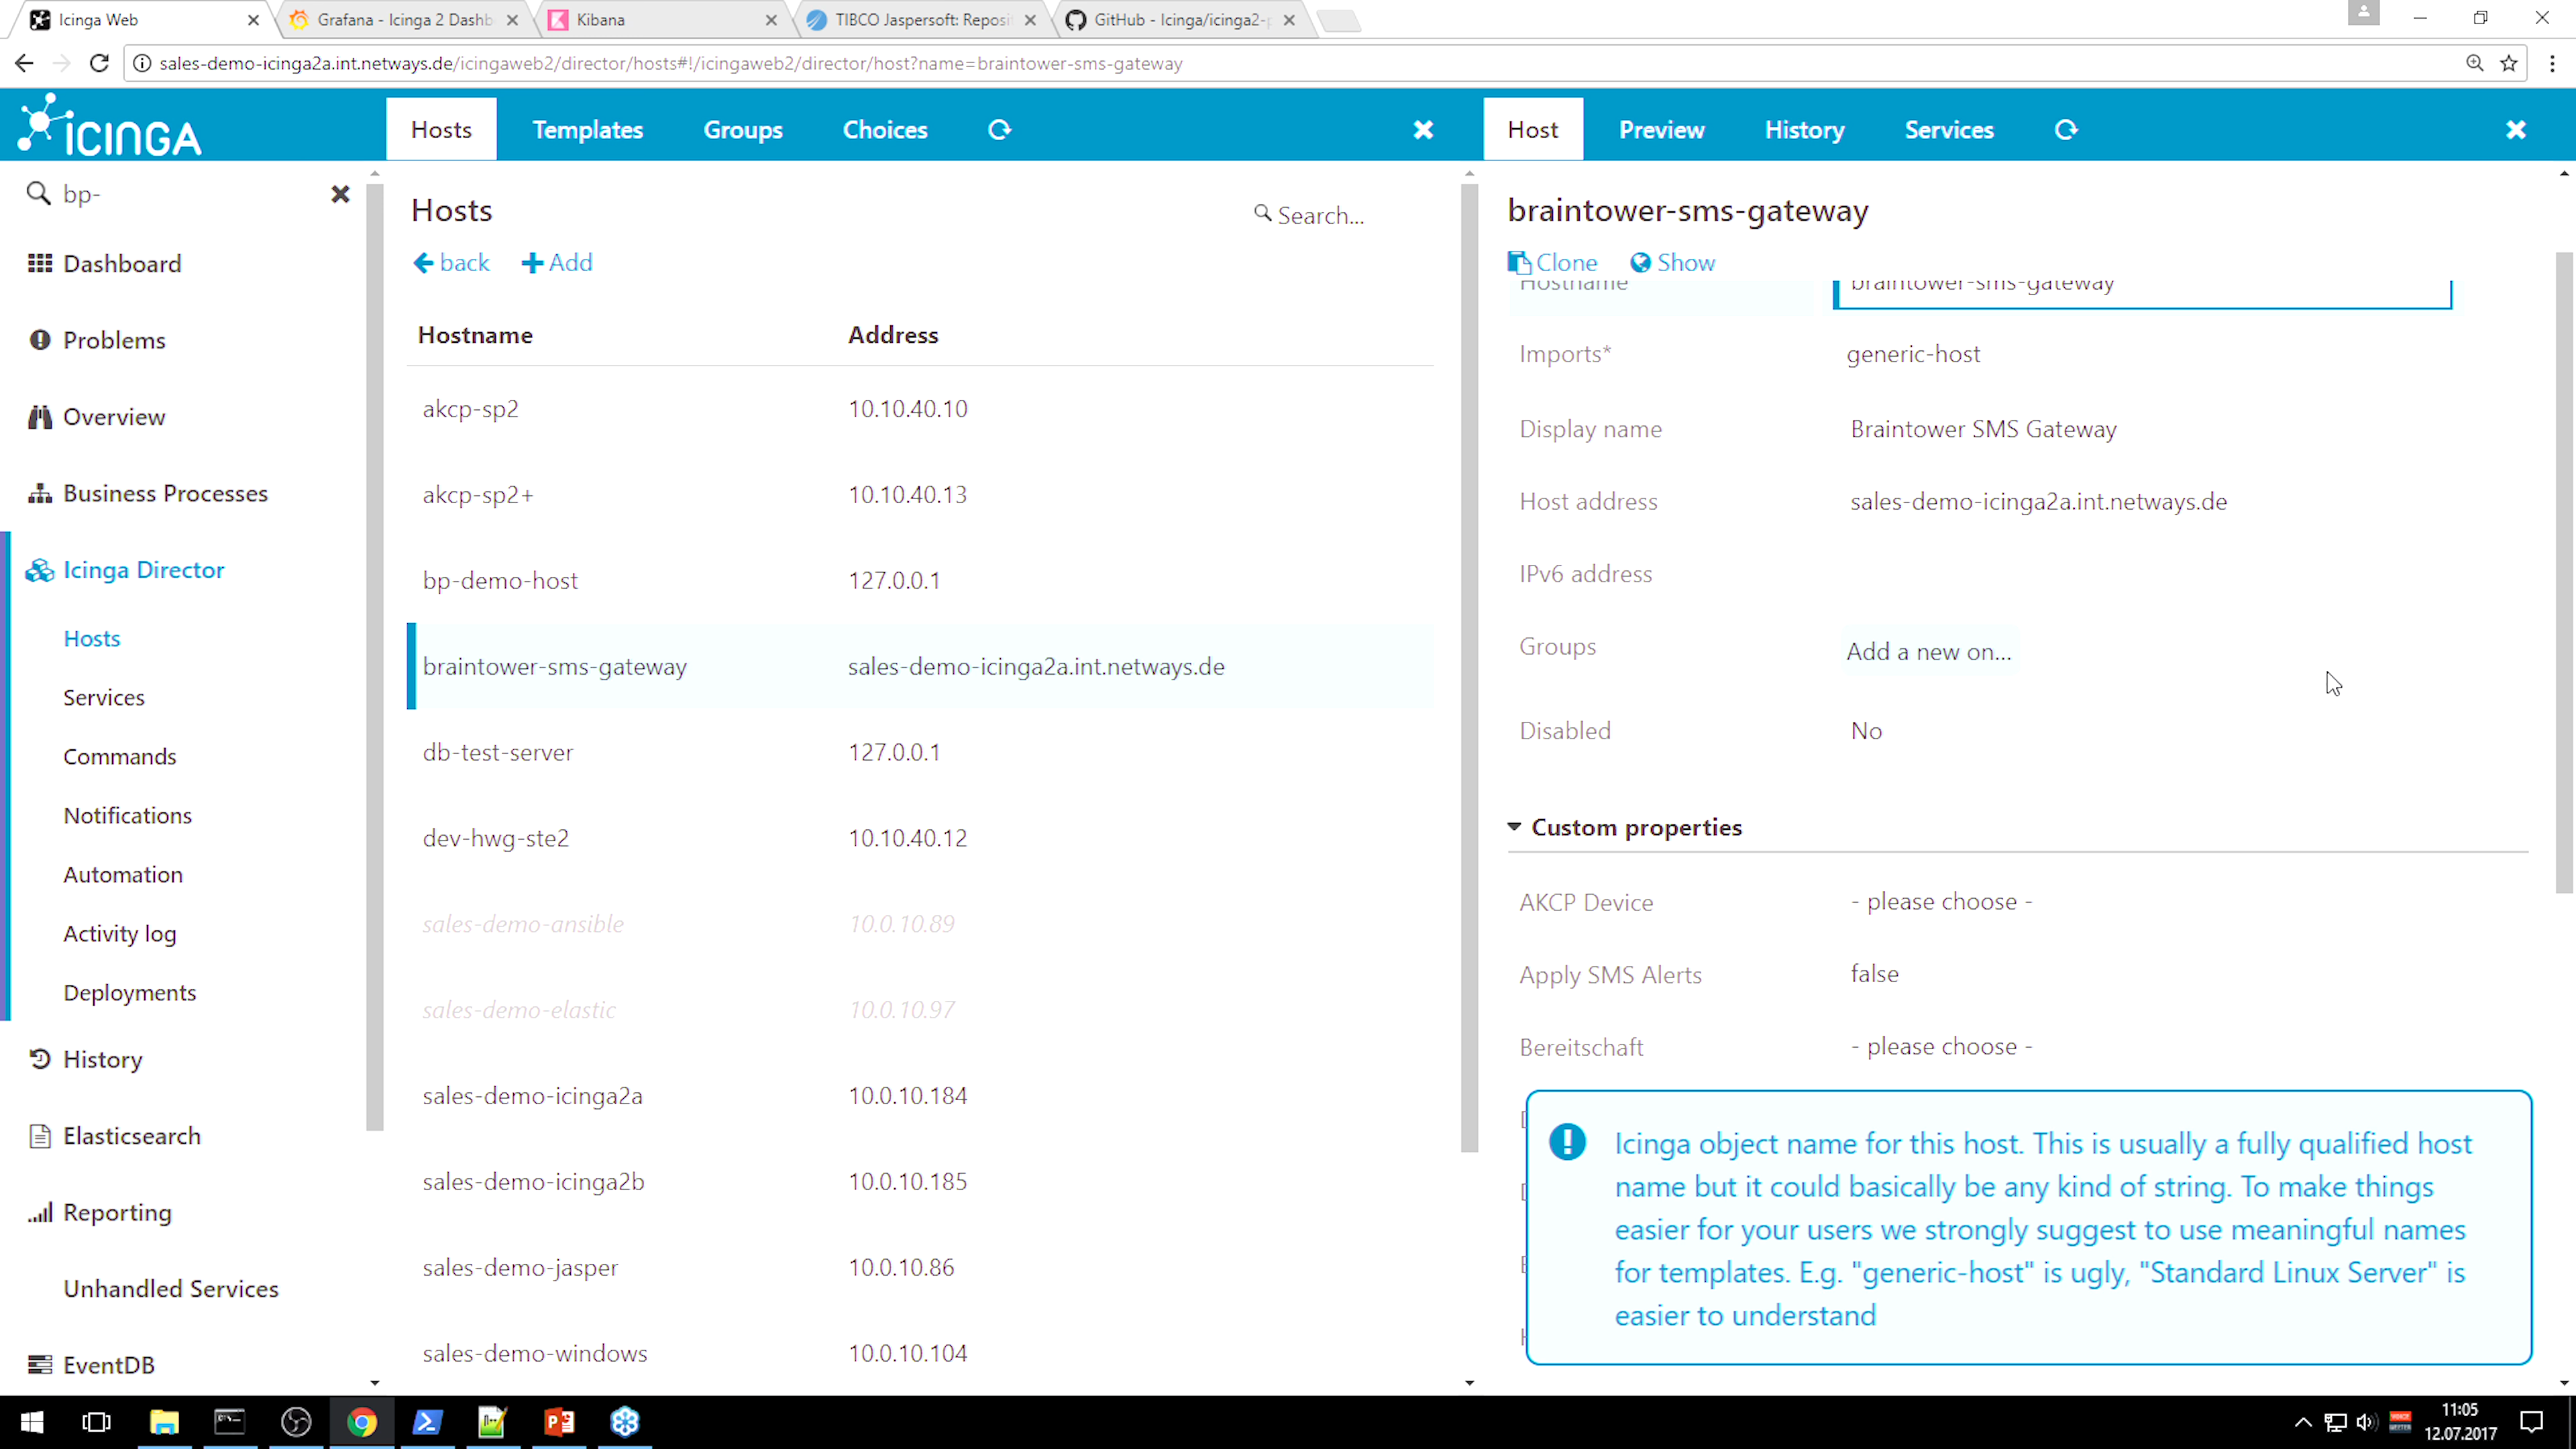 Icinga Web
Grafana - Icinga 2 Dashb
Kibana
TIBCO Jaspersoft: Reposi
GitHub - Icinga/icinga2-p
sales-demo-icinga2a.int.netways.de/icingaweb2/director/hosts#!/icingaweb2/director/host?name=braintower-sms-gateway
ICINGA
Hosts Templates Groups Choices
Host Preview History Services
bp-
Dashboard
Problems
Overview
Business Processes
Icinga Director
Hosts
Services
Commands
Notifications
Automation
Activity log
Deployments
History
Elasticsearch
Reporting
Unhandled Services
EventDB
Hosts
Search...
back Add
Hostname Address
akcp-sp2 10.10.40.10
akcp-sp2+ 10.10.40.13
bp-demo-host 127.0.0.1
braintower-sms-gateway sales-demo-icinga2a.int.netways.de
db-test-server 127.0.0.1
dev-hwg-ste2 10.10.40.12
sales-demo-ansible 10.0.10.89
sales-demo-elastic 10.0.10.97
sales-demo-icinga2a 10.0.10.184
sales-demo-icinga2b 10.0.10.185
sales-demo-jasper 10.0.10.86
sales-demo-windows 10.0.10.104
braintower-sms-gateway
Clone Show
Hostname braintower-sms-gateway
Imports* generic-host
Display name Braintower SMS Gateway
Host address sales-demo-icinga2a.int.netways.de
IPv6 address
Groups Add a new on...
Disabled No
Custom properties
AKCP Device - please choose -
Apply SMS Alerts false
Bereitschaft - please choose -
Icinga object name for this host. This is usually a fully qualified host
name but it could basically be any kind of string. To make things
easier for your users we strongly suggest to use meaningful names
for templates. E.g. "generic-host" is ugly, "Standard Linux Server" is
easier to understand
11:05
12.07.2017